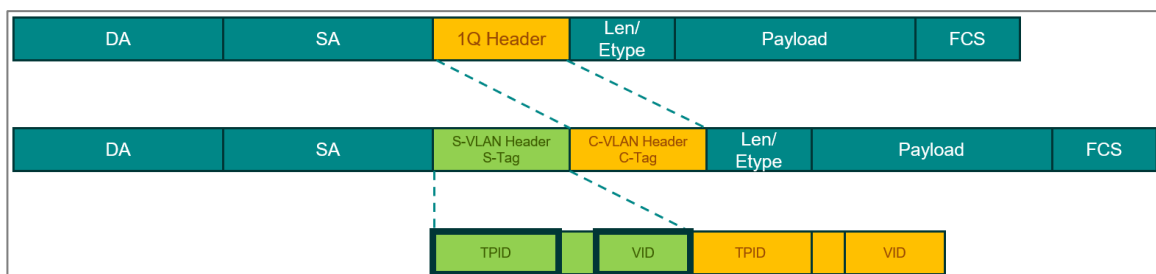 DA SA 1Q Header Len/ Payload FCS
Etype
DA SA S-VLAN Header C-VLAN Header Len/ Payload FCS
S-Tag C-Tag Etype
TPID VID TPID VID